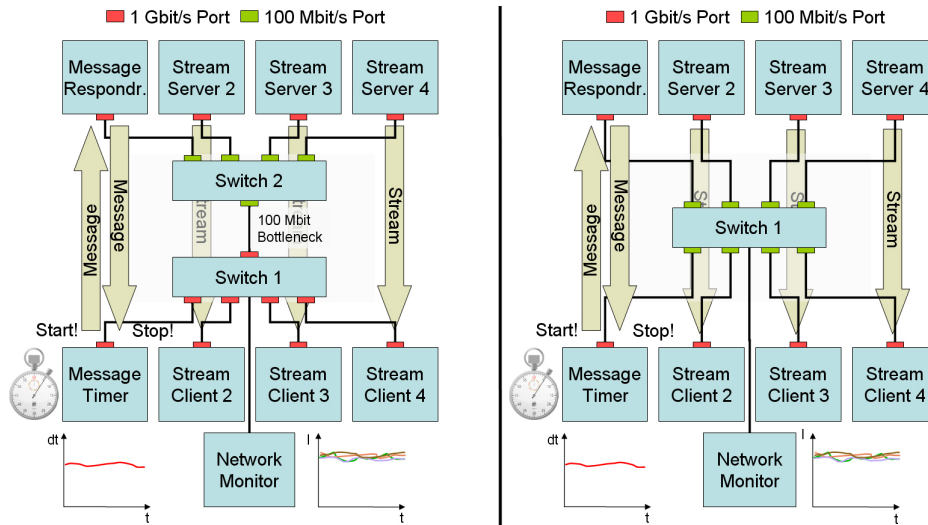 1 Gbit/s Port 100 Mbit/s Port
Message Respondr.
Stream Server 2
Stream Server 3
Stream Server 4
Switch 2
100 Mbit Bottleneck
Switch 1
Message
Message
Stream
Stream
Stream
Start!
Stop!
Message Timer
Stream Client 2
Stream Client 3
Stream Client 4
Network Monitor
dt
t
I
t
1 Gbit/s Port 100 Mbit/s Port
Message Respondr.
Stream Server 2
Stream Server 3
Stream Server 4
Switch 1
Message
Message
Stream
Start!
Stop!
Message Timer
Stream Client 2
Stream Client 3
Stream Client 4
Network Monitor
dt
t
I
t